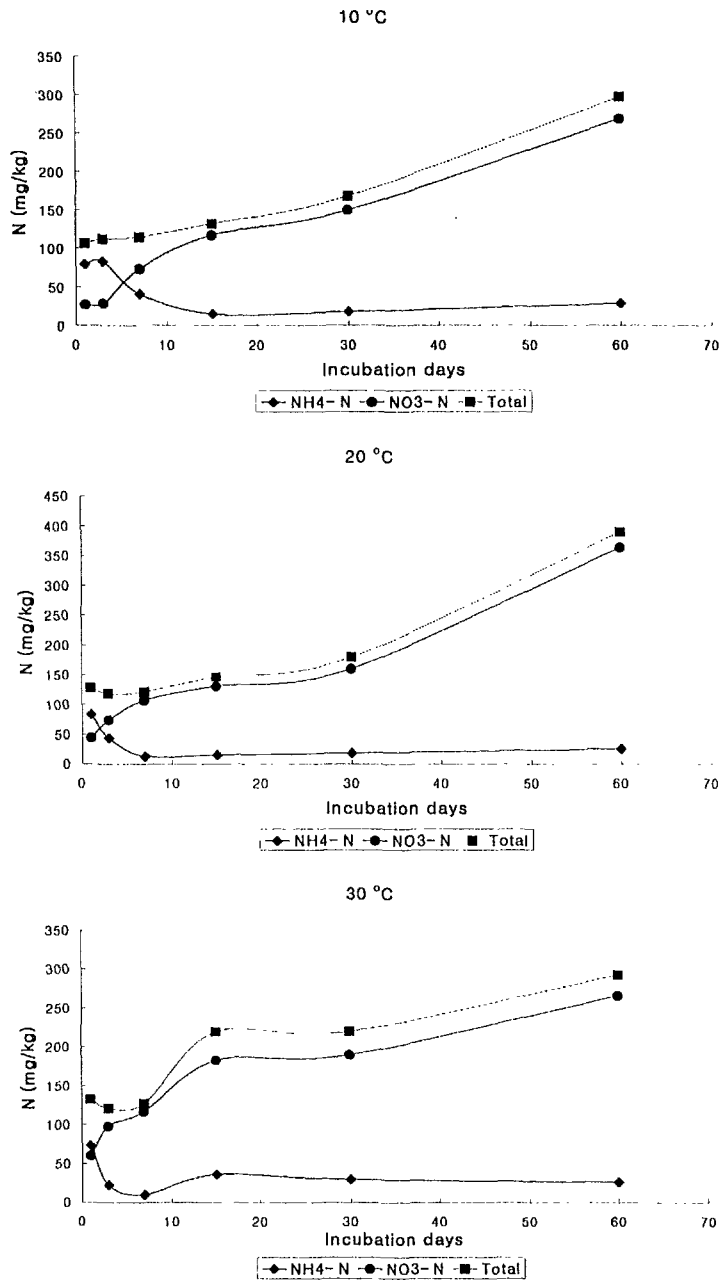 10 °C
350
300
250
200
150
100
50
0
N (mg/kg)
0 10 20 30 40 50 60 70
Incubation days
NH4-N NO3-N Total
20 °C
450
400
350
300
250
200
150
100
50
0
N (mg/kg)
0 10 20 30 40 50 60 70
Incubation days
NH4-N NO3-N Total
30 °C
350
300
250
200
150
100
50
0
N (mg/kg)
0 10 20 30 40 50 60 70
Incubation days
NH4-N NO3-N Total